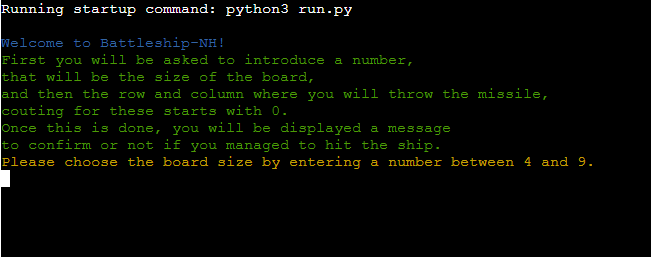 Running startup command: python3 run.py
Welcome to Battleship-NH!
First you will be asked to introduce a number,
that will be the size of the board,
and then the row and column where you will throw the missile,
couting for these starts with 0.
Once this is done, you will be displayed a message
to confirm or not if you managed to hit the ship.
Please choose the board size by entering a number between 4 and 9.